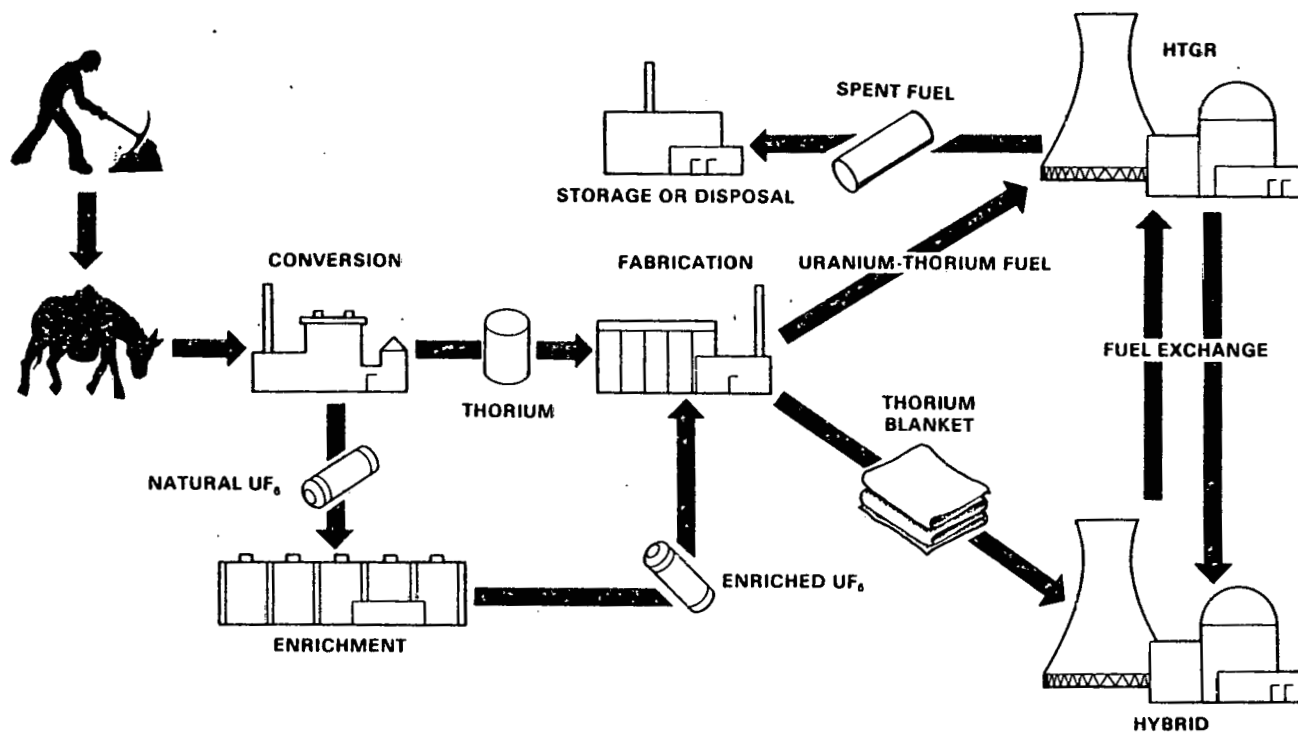 HTGR
SPENT FUEL
STORAGE OR DISPOSAL
CONVERSION
FABRICATION
URANIUM-THORIUM FUEL
FUEL EXCHANGE
THORIUM
THORIUM
BLANKET
NATURAL UF₆
ENRICHED UF₆
ENRICHMENT
HYBRID